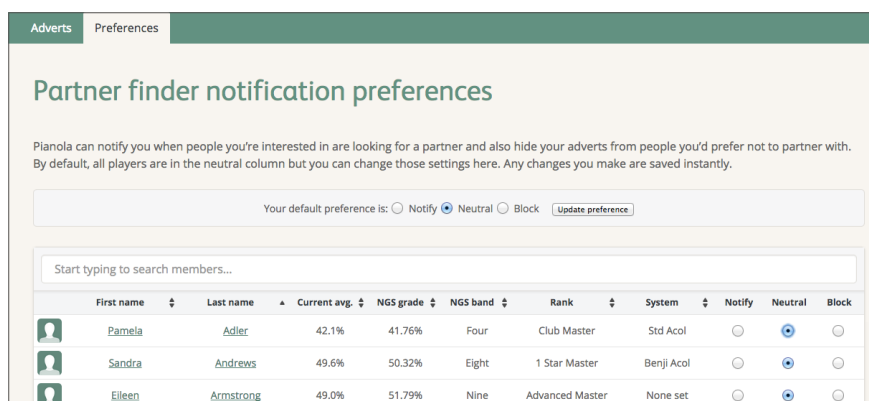 Adverts Preferences
Partner finder notification preferences
Pianola can notify you when people you're interested in are looking for a partner and also hide your adverts from people you'd prefer not to partner with.
By default, all players are in the neutral column but you can change those settings here. Any changes you make are saved instantly.
Your default preference is: Notify Neutral Block Update preference
Start typing to search members...
First name Last name Current avg. NGS grade NGS band Rank System Notify Neutral Block
Pamela Adler 42.1% 41.76% Four Club Master Std Acol
Sandra Andrews 49.6% 50.32% Eight 1 Star Master Benji Acol
Eileen Armstrong 49.0% 51.79% Nine Advanced Master None set